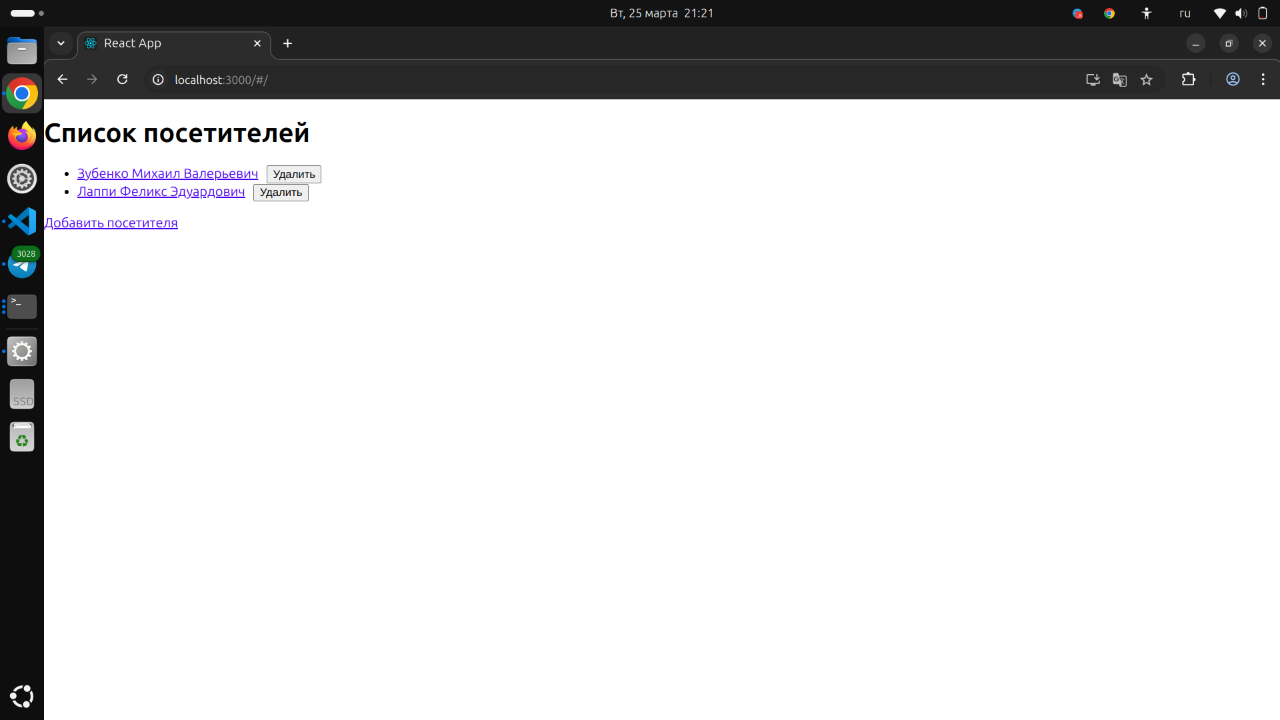 Вт, 25 марта 21:21
ru
React App
localhost:3000/#/
Список посетителей
Зубенко Михаил Валерьевич Удалить
Лаппи Феликс Эдуардович Удалить
Добавить посетителя
3028
>_
SSD